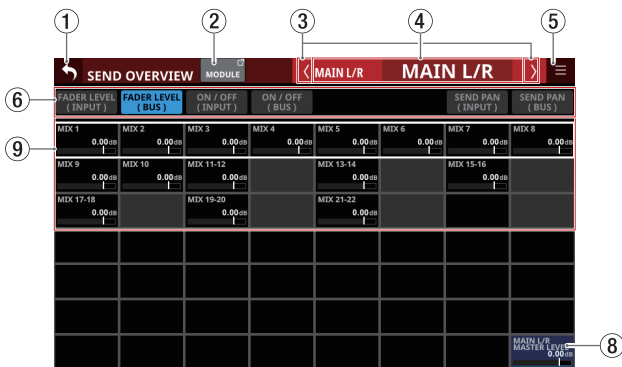 1 2 3 4 5
SEND OVERVIEW MODULE MAIN L/R MAIN L/R
6 FADER LEVEL FADER LEVEL ON / OFF ON / OFF SEND PAN SEND PAN
( INPUT ) ( BUS ) ( INPUT ) ( BUS ) ( INPUT ) ( BUS )
MIX 1 MIX 2 MIX 3 MIX 4 MIX 5 MIX 6 MIX 7 MIX 8
9 0.00dB 0.00dB 0.00dB 0.00dB 0.00dB 0.00dB 0.00dB 0.00dB
MIX 9 MIX 10 MIX 11-12 MIX 13-14 MIX 15-16
0.00dB 0.00dB 0.00dB 0.00dB 0.00dB
MIX 17-18 MIX 19-20 MIX 21-22
0.00dB 0.00dB 0.00dB
MAIN L/R
MASTER LEVEL 8
0.00dB